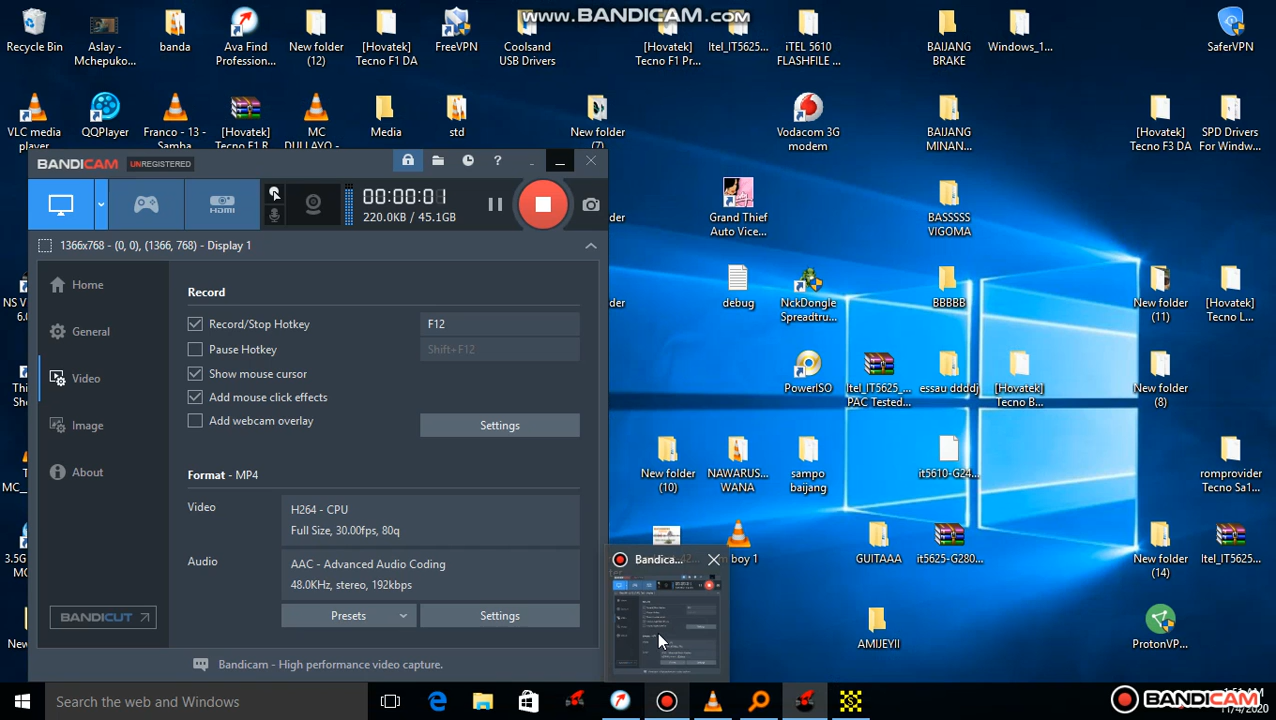 www.BANDICAM.com
Recycle Bin
Aslay -
Mchepuko...
banda
Ava Find
Profession...
New folder
(12)
[Hovatek]
Tecno F1 DA
FreeVPN
Coolsand
USB Drivers
[Hovatek]
Tecno F1 Pr...
Itel_IT5625...
iTEL 5610
FLASHFILE ...
BAIJANG
BRAKE
Windows_1...
SaferVPN
VLC media
player
QQPlayer
Franco - 13 -
Samba
[Hovatek]
Tecno F1 R
MC
DULLAYO -
Media
std
New folder
(7)
Vodacom 3G
modem
BAIJANG
MINAN...
[Hovatek]
Tecno F3 DA
SPD Drivers
For Windw...
BANDICAM UNREGISTERED
220.0KB / 45.1GB
1366x768 - (0, 0), (1366, 768) - Display 1
Home
General
Video
Image
About
BANDICUT
Record
Record/Stop Hotkey
F12
Pause Hotkey
Shift+F12
Show mouse cursor
Add mouse click effects
Add webcam overlay
Settings
Format - MP4
Video
H264 - CPU
Full Size, 30.00fps, 80q
Audio
AAC - Advanced Audio Coding
48.0KHz, stereo, 192kbps
Settings
Bandicam - High performance video capture.
Grand Thief
Auto Vice...
BASSSSS
VIGOMA
debug
NckDongle
Spreadtru...
BBBBB
New folder
(11)
[Hovatek]
Tecno L...
PowerISO
Itel_IT5625_...
PAC Tested...
essau ddddj
[Hovatek]
Tecno B...
New folder
(8)
New folder
(10)
NAWARUS...
WANA
sampo
baijang
it5610-G24...
romprovider
Tecno Sa1...
boy 1
GUITAAA
it5625-G280...
New folder
(14)
Itel_IT5625...
AMJEYII
ProtonVP...
Bandica...
Search the web and Windows
BANDICAM
11/4/2020